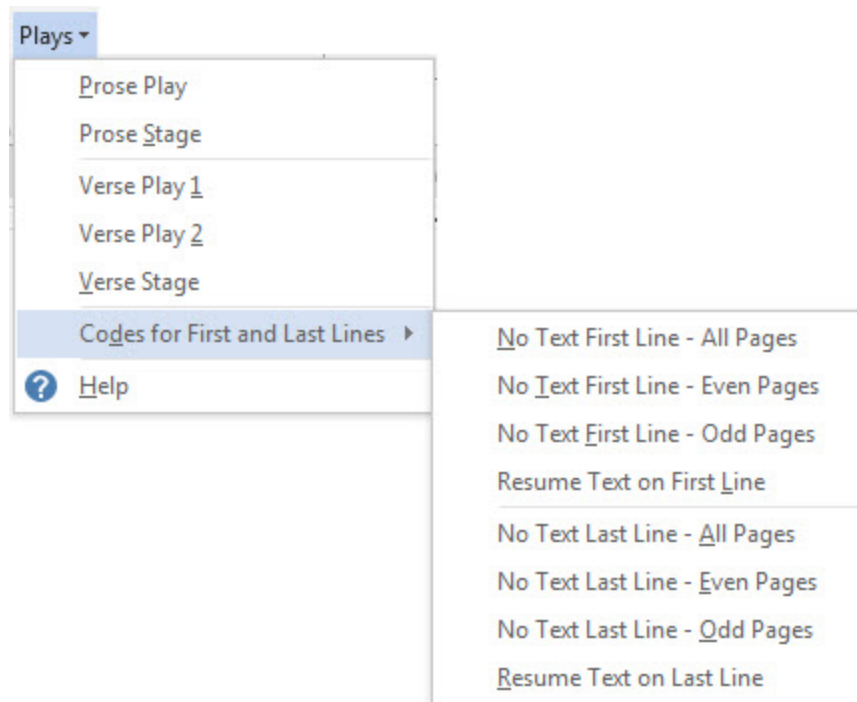 Plays
Prose Play
Prose Stage
Verse Play 1
Verse Play 2
Verse Stage
Codes for First and Last Lines
Help
No Text First Line - All Pages
No Text First Line - Even Pages
No Text First Line - Odd Pages
Resume Text on First Line
No Text Last Line - All Pages
No Text Last Line - Even Pages
No Text Last Line - Odd Pages
Resume Text on Last Line